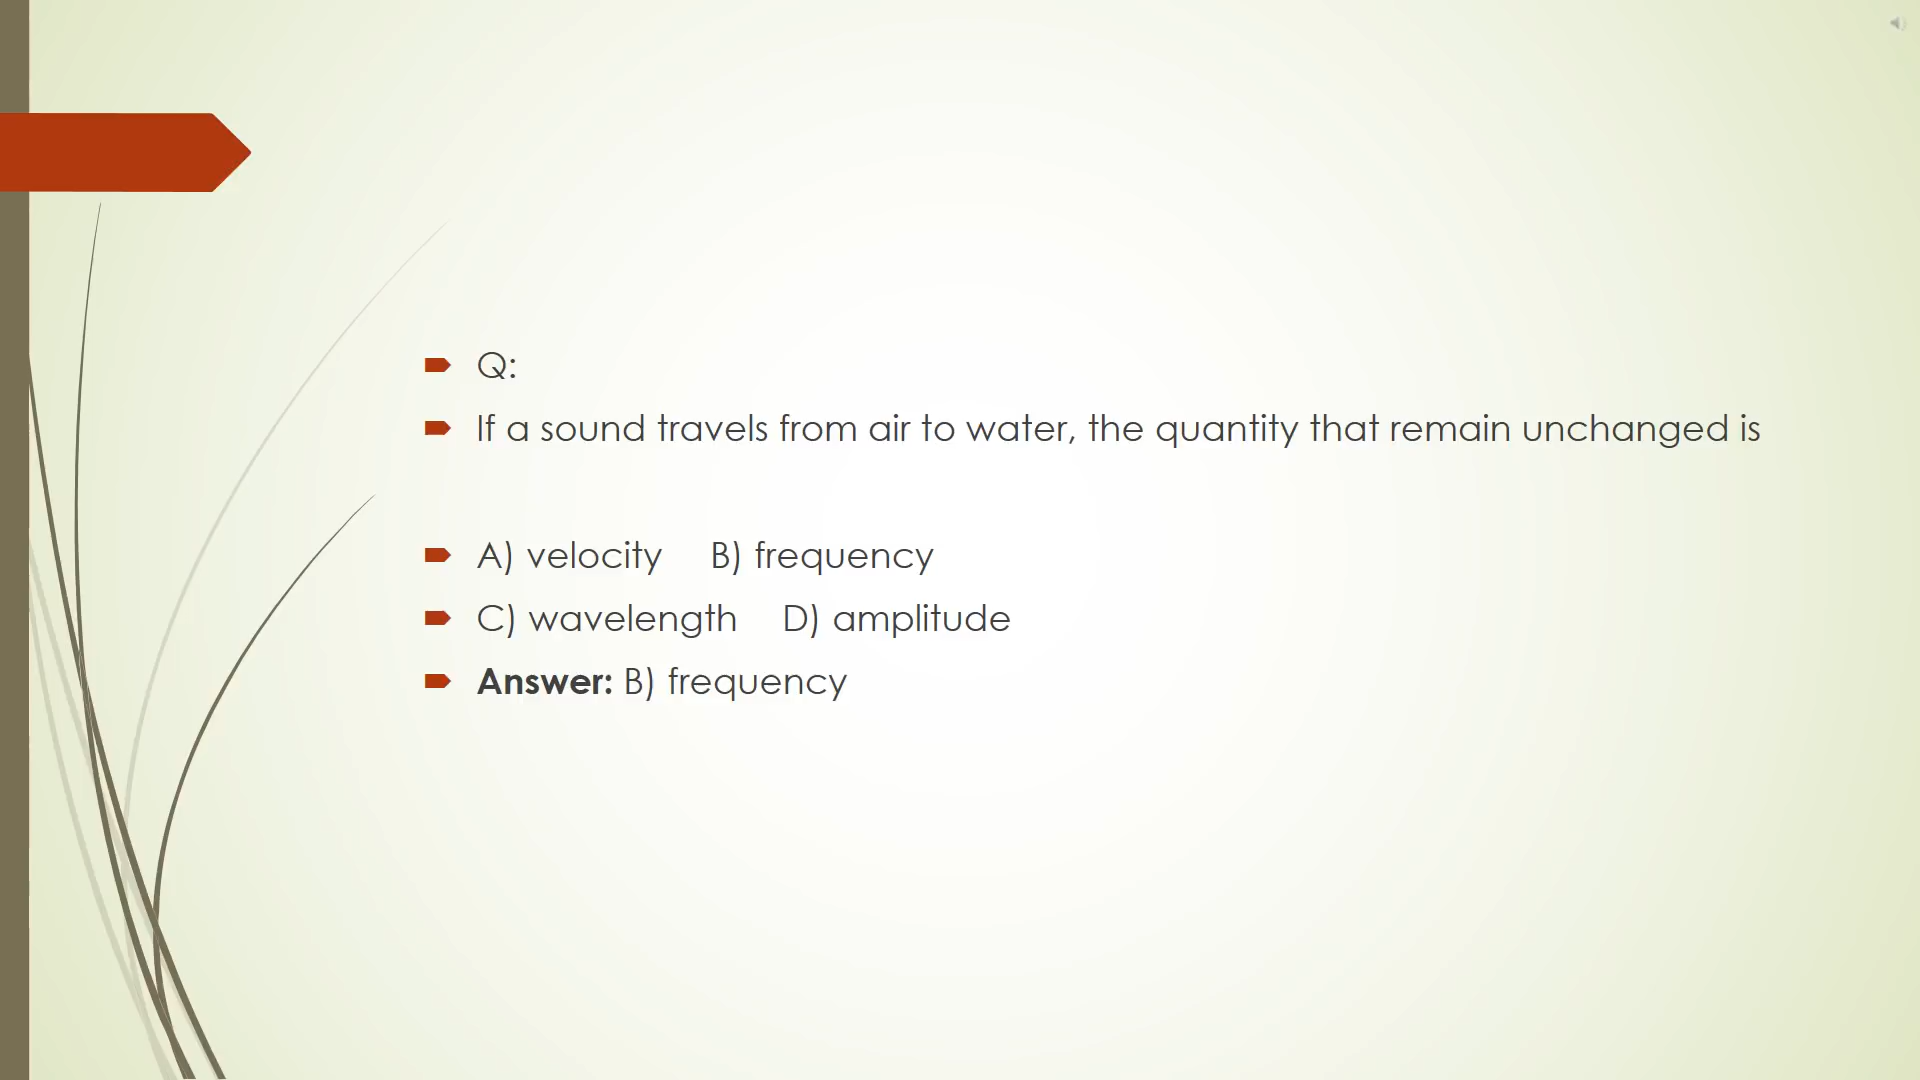 Q:
If a sound travels from air to water, the quantity that remain unchanged is
A) velocity B) frequency
C) wavelength D) amplitude
Answer: B) frequency